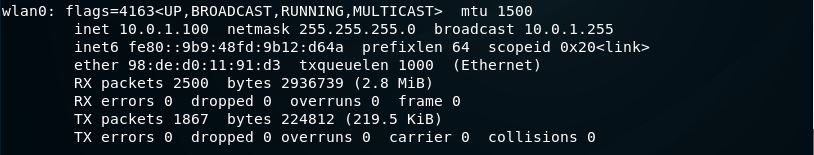 wlan0: flags=4163<UP,BROADCAST,RUNNING,MULTICAST>  mtu 1500
        inet 10.0.1.100  netmask 255.255.255.0  broadcast 10.0.1.255
        inet6 fe80::9b9:48fd:9b12:d64a  prefixlen 64  scopeid 0x20<link>
        ether 98:de:d0:11:91:d3  txqueuelen 1000  (Ethernet)
        RX packets 2500  bytes 2936739 (2.8 MiB)
        RX errors 0  dropped 0  overruns 0  frame 0
        TX packets 1867  bytes 224812 (219.5 KiB)
        TX errors 0  dropped 0 overruns 0  carrier 0  collisions 0